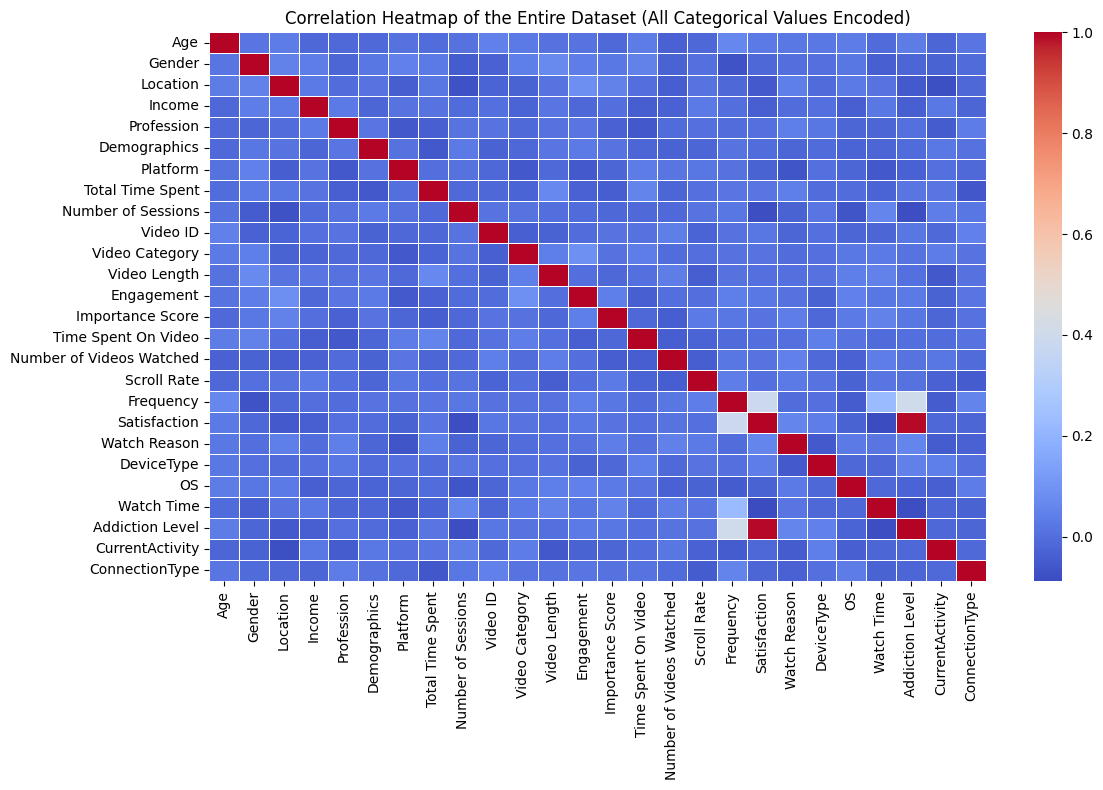 Correlation Heatmap of the Entire Dataset (All Categorical Values Encoded)
Age
Gender
Location
Income
Profession
Demographics
Platform
Total Time Spent
Number of Sessions
Video ID
Video Category
Video Length
Engagement
Importance Score
Time Spent On Video
Number of Videos Watched
Scroll Rate
Frequency
Satisfaction
Watch Reason
DeviceType
OS
Watch Time
Addiction Level
CurrentActivity
ConnectionType
Age
Gender
Location
Income
Profession
Demographics
Platform
Total Time Spent
Number of Sessions
Video ID
Video Category
Video Length
Engagement
Importance Score
Time Spent On Video
Number of Videos Watched
Scroll Rate
Frequency
Satisfaction
Watch Reason
DeviceType
OS
Watch Time
Addiction Level
CurrentActivity
ConnectionType
1.0
0.8
0.6
0.4
0.2
0.0